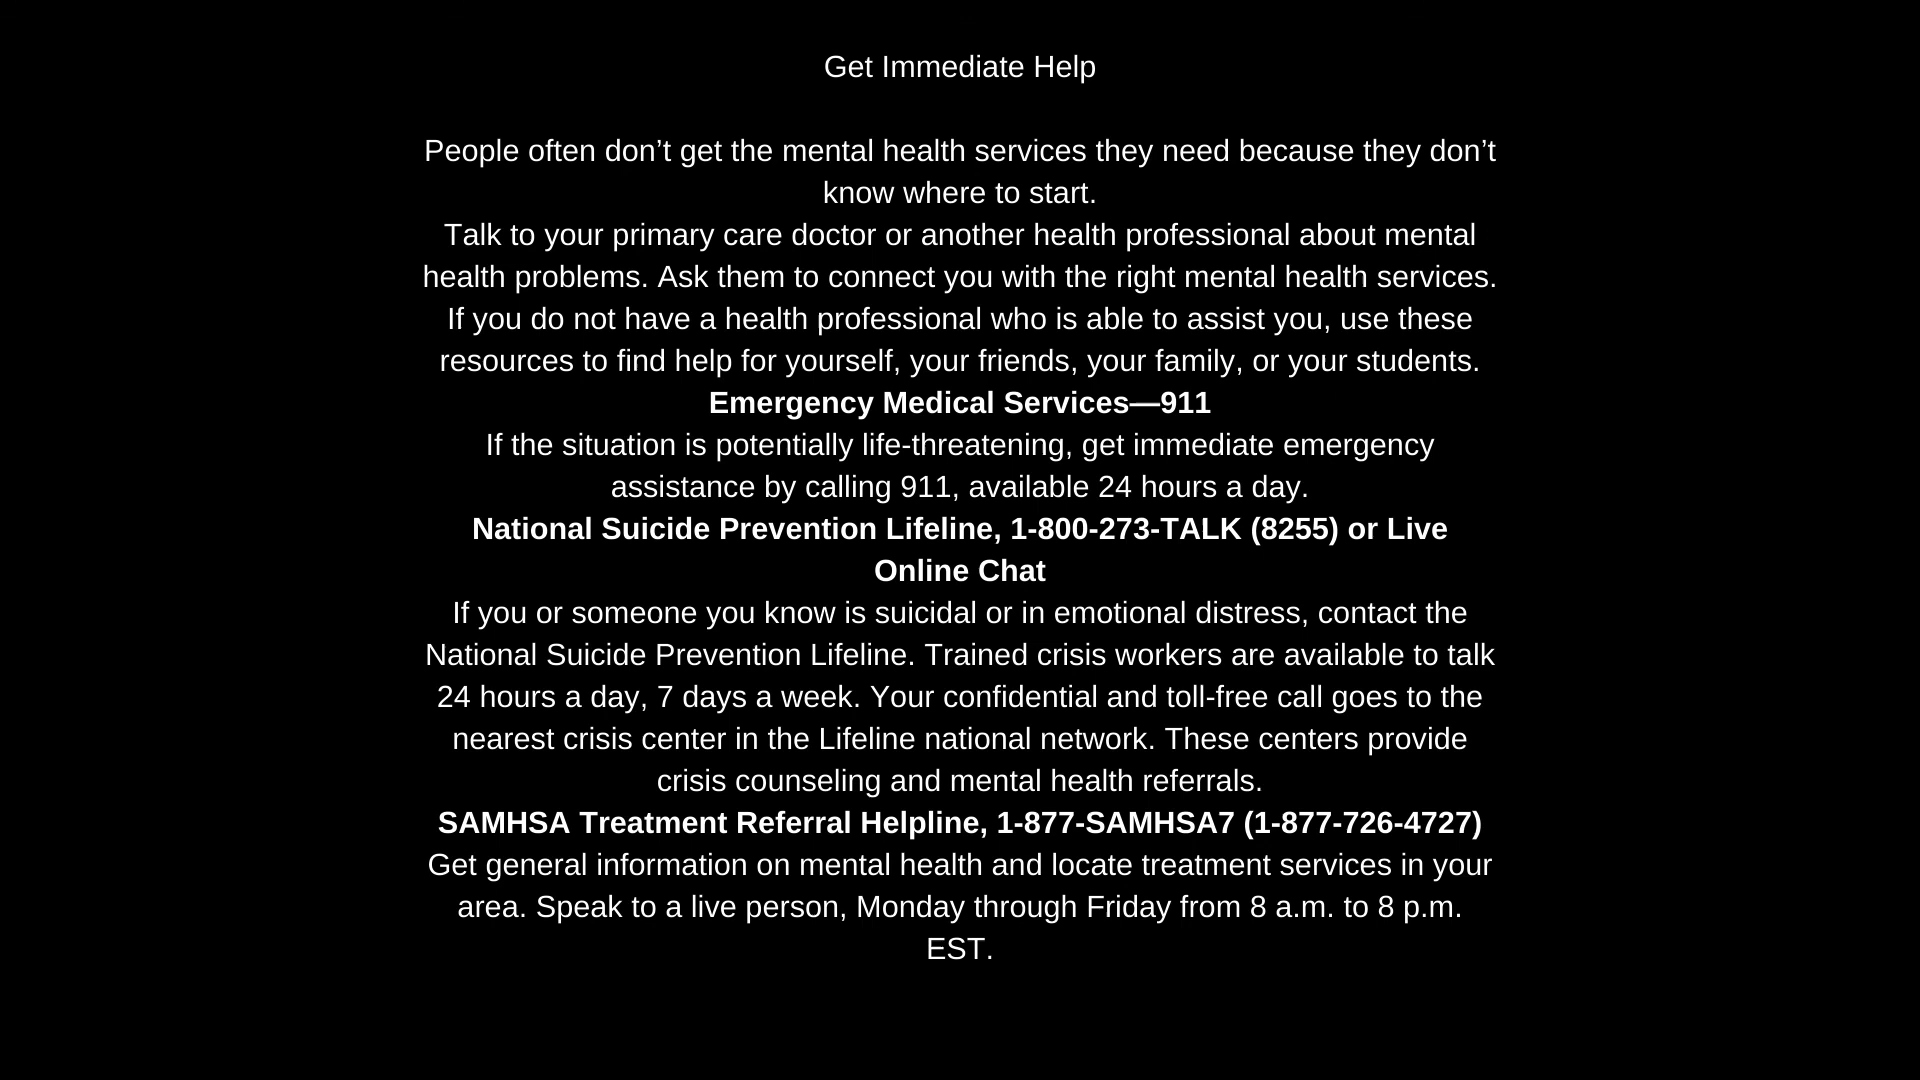 Get Immediate Help
People often don’t get the mental health services they need because they don’t
know where to start.
Talk to your primary care doctor or another health professional about mental
health problems. Ask them to connect you with the right mental health services.
If you do not have a health professional who is able to assist you, use these
resources to find help for yourself, your friends, your family, or your students.
Emergency Medical Services—911
If the situation is potentially life-threatening, get immediate emergency
assistance by calling 911, available 24 hours a day.
National Suicide Prevention Lifeline, 1-800-273-TALK (8255) or Live
Online Chat
If you or someone you know is suicidal or in emotional distress, contact the
National Suicide Prevention Lifeline. Trained crisis workers are available to talk
24 hours a day, 7 days a week. Your confidential and toll-free call goes to the
nearest crisis center in the Lifeline national network. These centers provide
crisis counseling and mental health referrals.
SAMHSA Treatment Referral Helpline, 1-877-SAMHSA7 (1-877-726-4727)
Get general information on mental health and locate treatment services in your
area. Speak to a live person, Monday through Friday from 8 a.m. to 8 p.m.
EST.